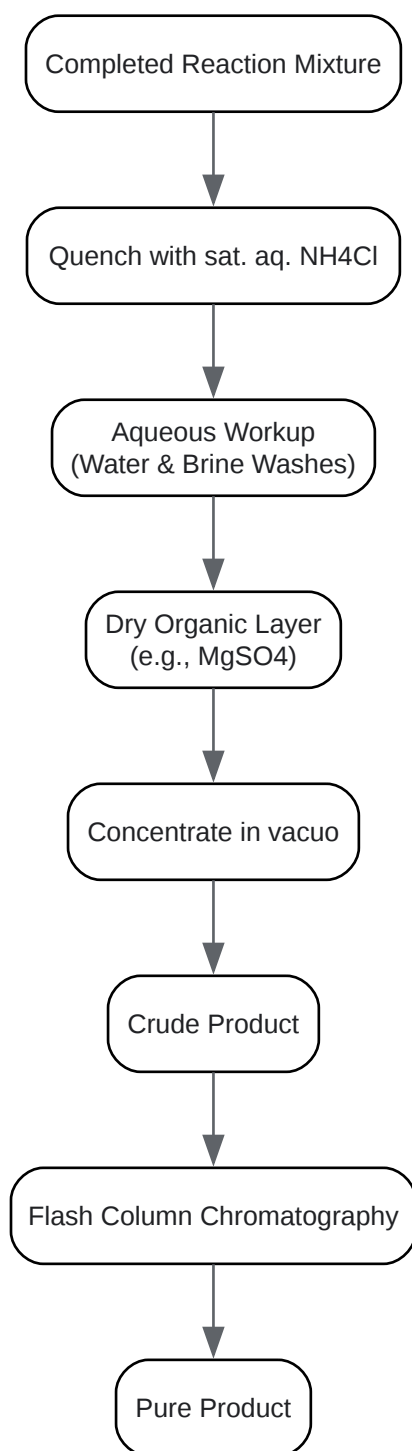 Completed Reaction Mixture
Quench with sat. aq. NH4Cl
Aqueous Workup
(Water & Brine Washes)
Dry Organic Layer
(e.g., MgSO4)
Concentrate in vacuo
Crude Product
Flash Column Chromatography
Pure Product